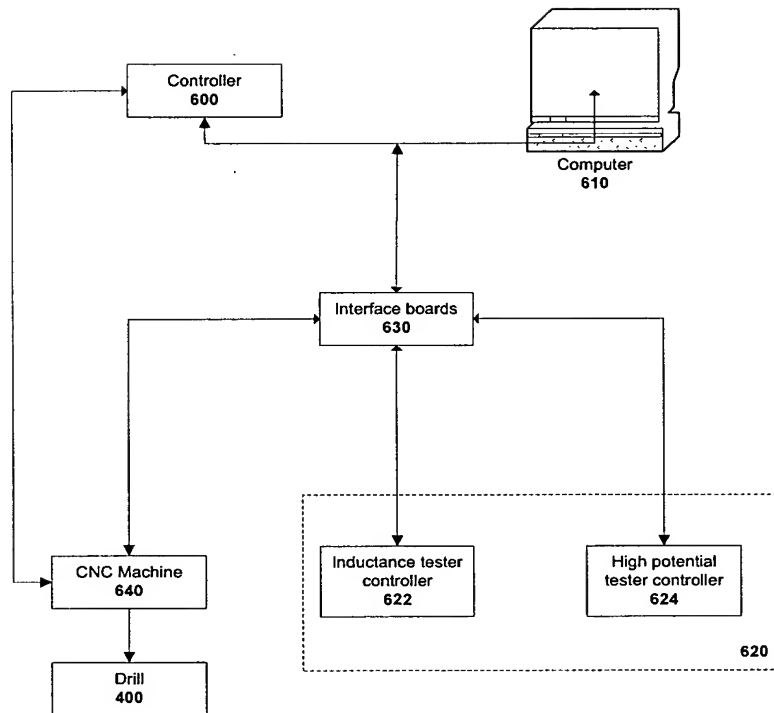 Controller
600
Computer
610
Interface boards
630
CNC Machine
640
Inductance tester
controller
622
High potential
tester controller
624
620
Drill
400